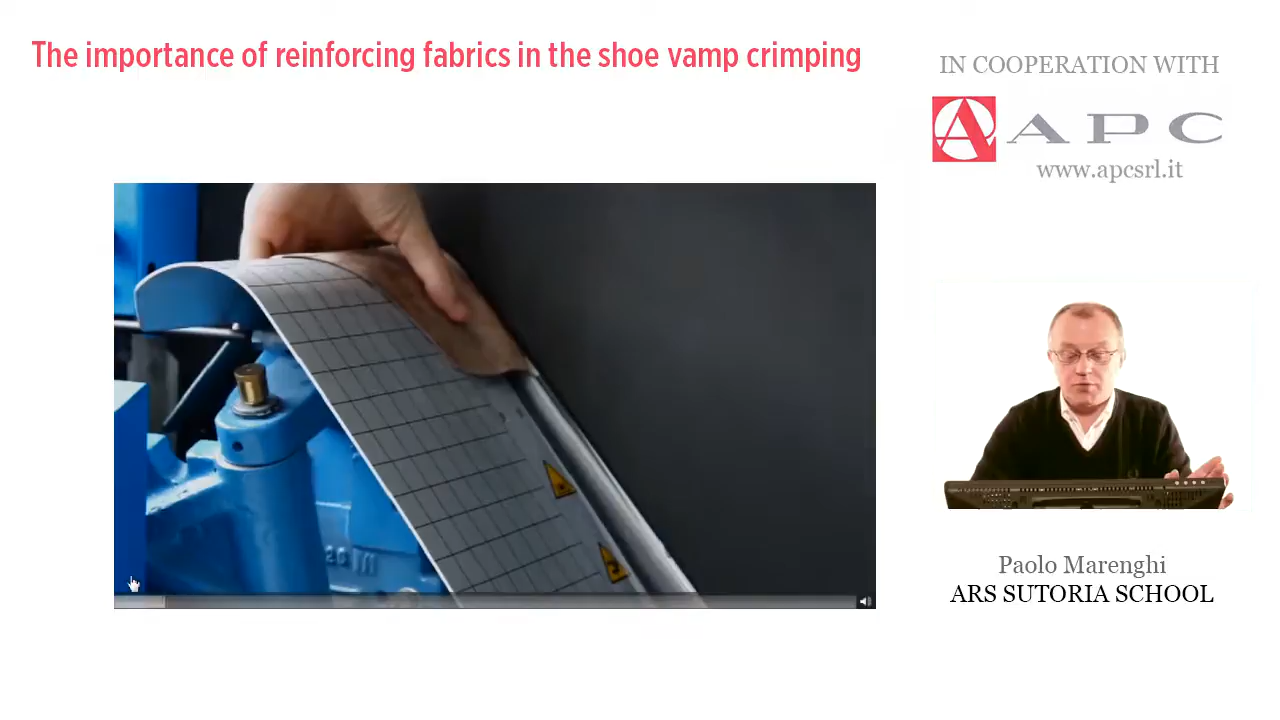 The importance of reinforcing fabrics in the shoe vamp crimping
IN COOPERATION WITH
A APC
www.apcsrl.it
Paolo Marenghi
ARS SUTORIA SCHOOL